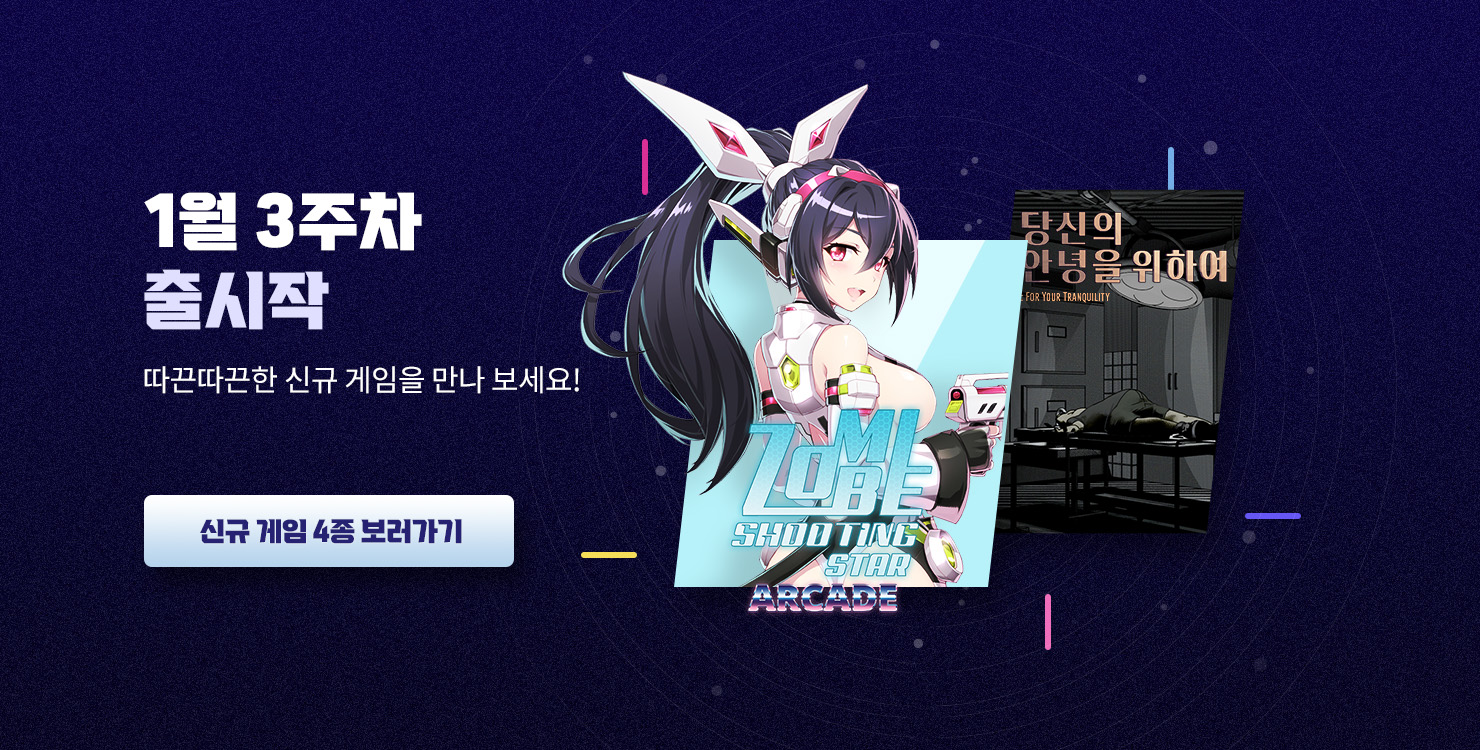 1월 3주차
출시작
따끈따끈한 신규 게임을 만나 보세요!
신규 게임 4종 보러가기
ZOMBIE
SHOOTING
STAR
ARCADE
당신의
안녕을 위하여
: FOR YOUR TRANQUILITY